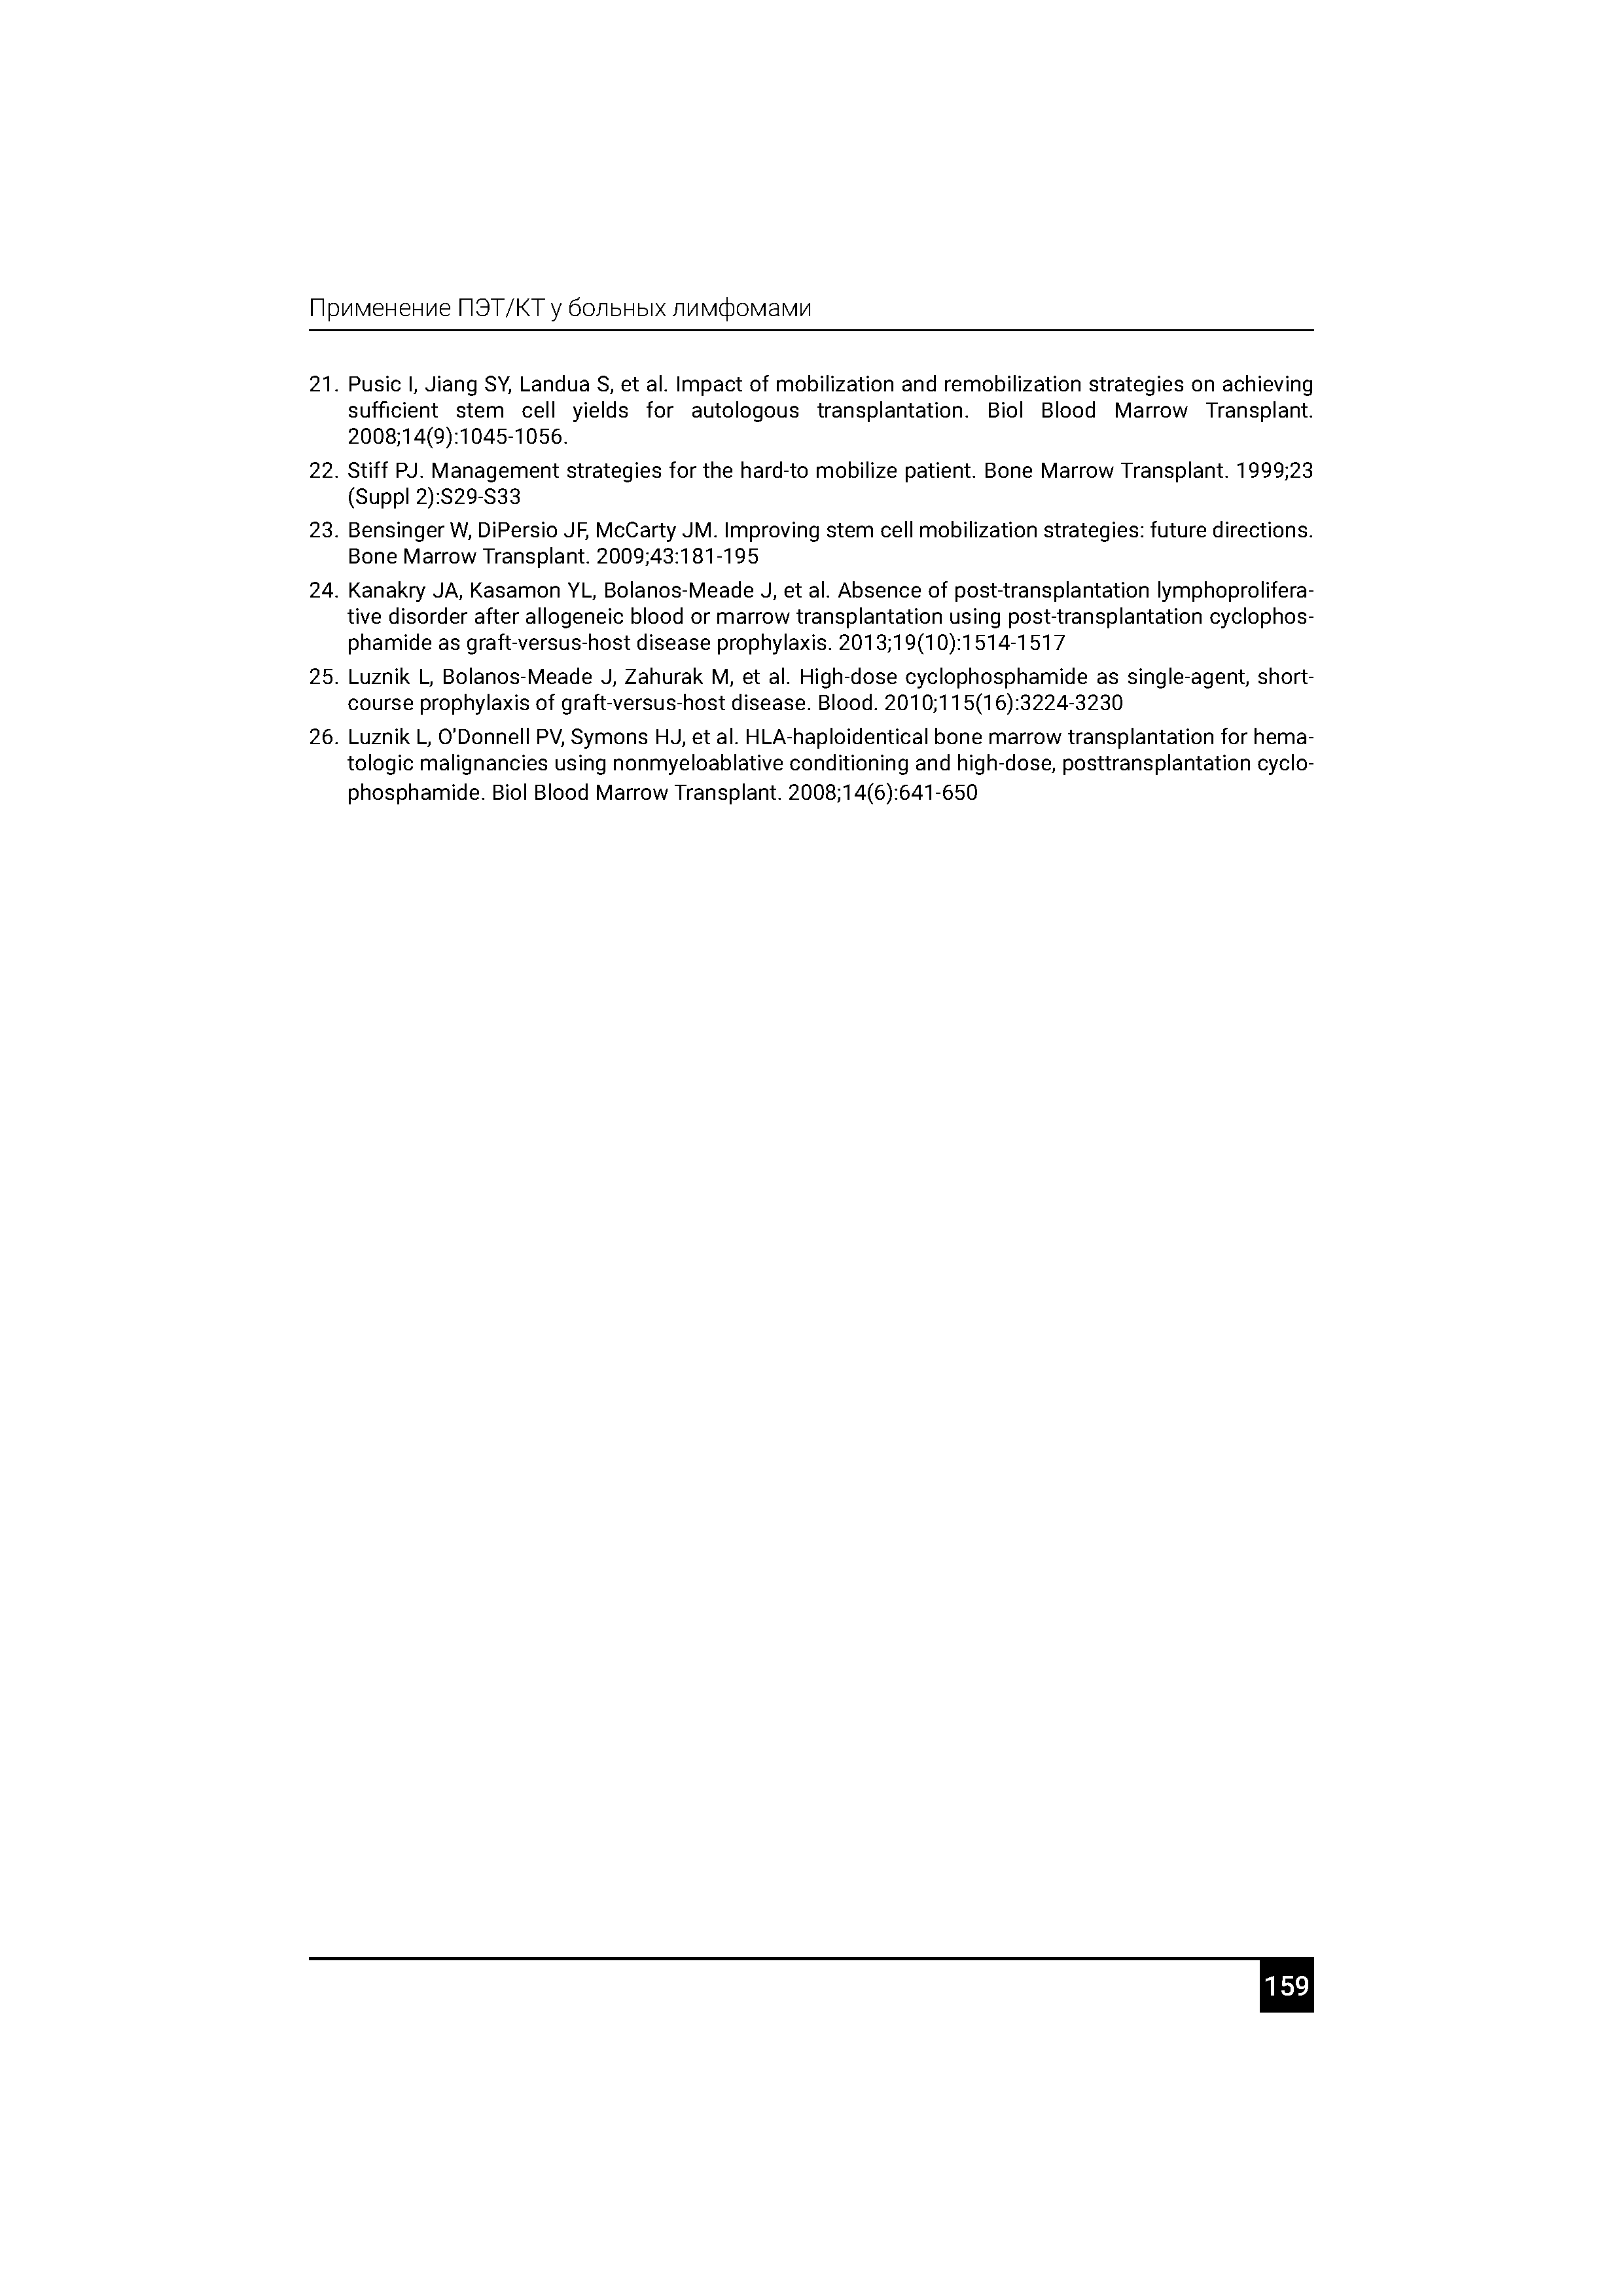 Применение ПЭТ/КТ у больных лимфомами
21. Pusic I, Jiang SY, Landua S, et al. Impact of mobilization and remobilization strategies on achieving
sufficient stem cell yields for autologous transplantation. Biol Blood Marrow Transplant.
2008;14(9):1045-1056.
22. Stiff PJ. Management strategies for the hard-to mobilize patient. Bone Marrow Transplant. 1999;23
(Suppl 2):S29-S33
23. Bensinger W, DiPersio JF, McCarty JM. Improving stem cell mobilization strategies: future directions.
Bone Marrow Transplant. 2009;43:181-195
24. Kanakry JA, Kasamon YL, Bolanos-Meade J, et al. Absence of post-transplantation lymphoprolifera-
tive disorder after allogeneic blood or marrow transplantation using post-transplantation cyclophos-
phamide as graft-versus-host disease prophylaxis. 2013;19(10):1514-1517
25. Luznik L, Bolanos-Meade J, Zahurak M, et al. High-dose cyclophosphamide as single-agent, short-
course prophylaxis of graft-versus-host disease. Blood. 2010;115(16):3224-3230
26. Luznik L, O’Donnell PV, Symons HJ, et al. HLA-haploidentical bone marrow transplantation for hema-
tologic malignancies using nonmyeloablative conditioning and high-dose, posttransplantation cyclo-
phosphamide. Biol Blood Marrow Transplant. 2008;14(6):641-650
159